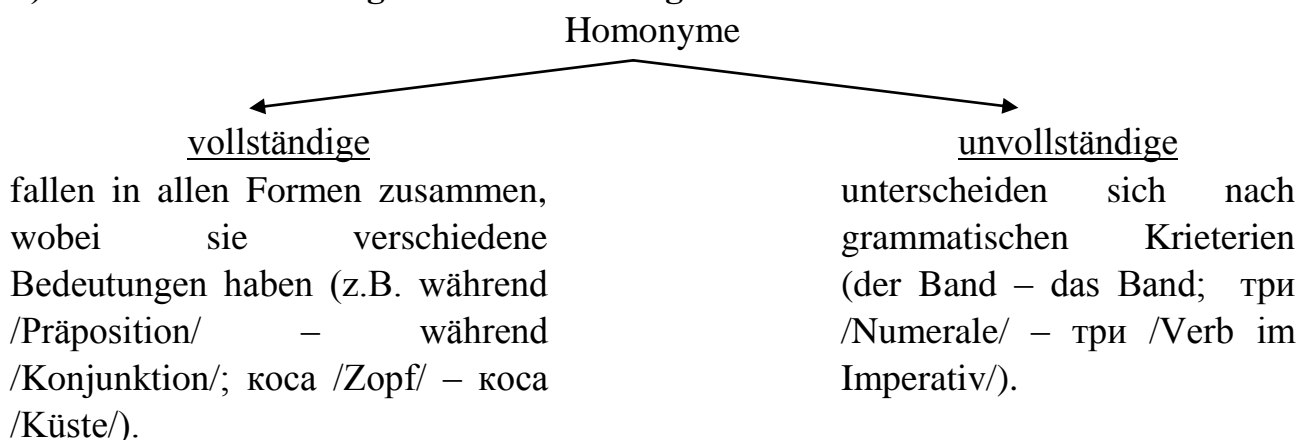 Homonyme
vollständige
fallen in allen Formen zusammen,
wobei sie verschiedene
Bedeutungen haben (z.B. während
/Präposition/ – während
/Konjunktion/; коса /Zopf/ – коса
/Küste/).
unvollständige
unterscheiden sich nach
grammatischen Krieterien
(der Band – das Band; три
/Numerale/ – три /Verb im
Imperativ/).